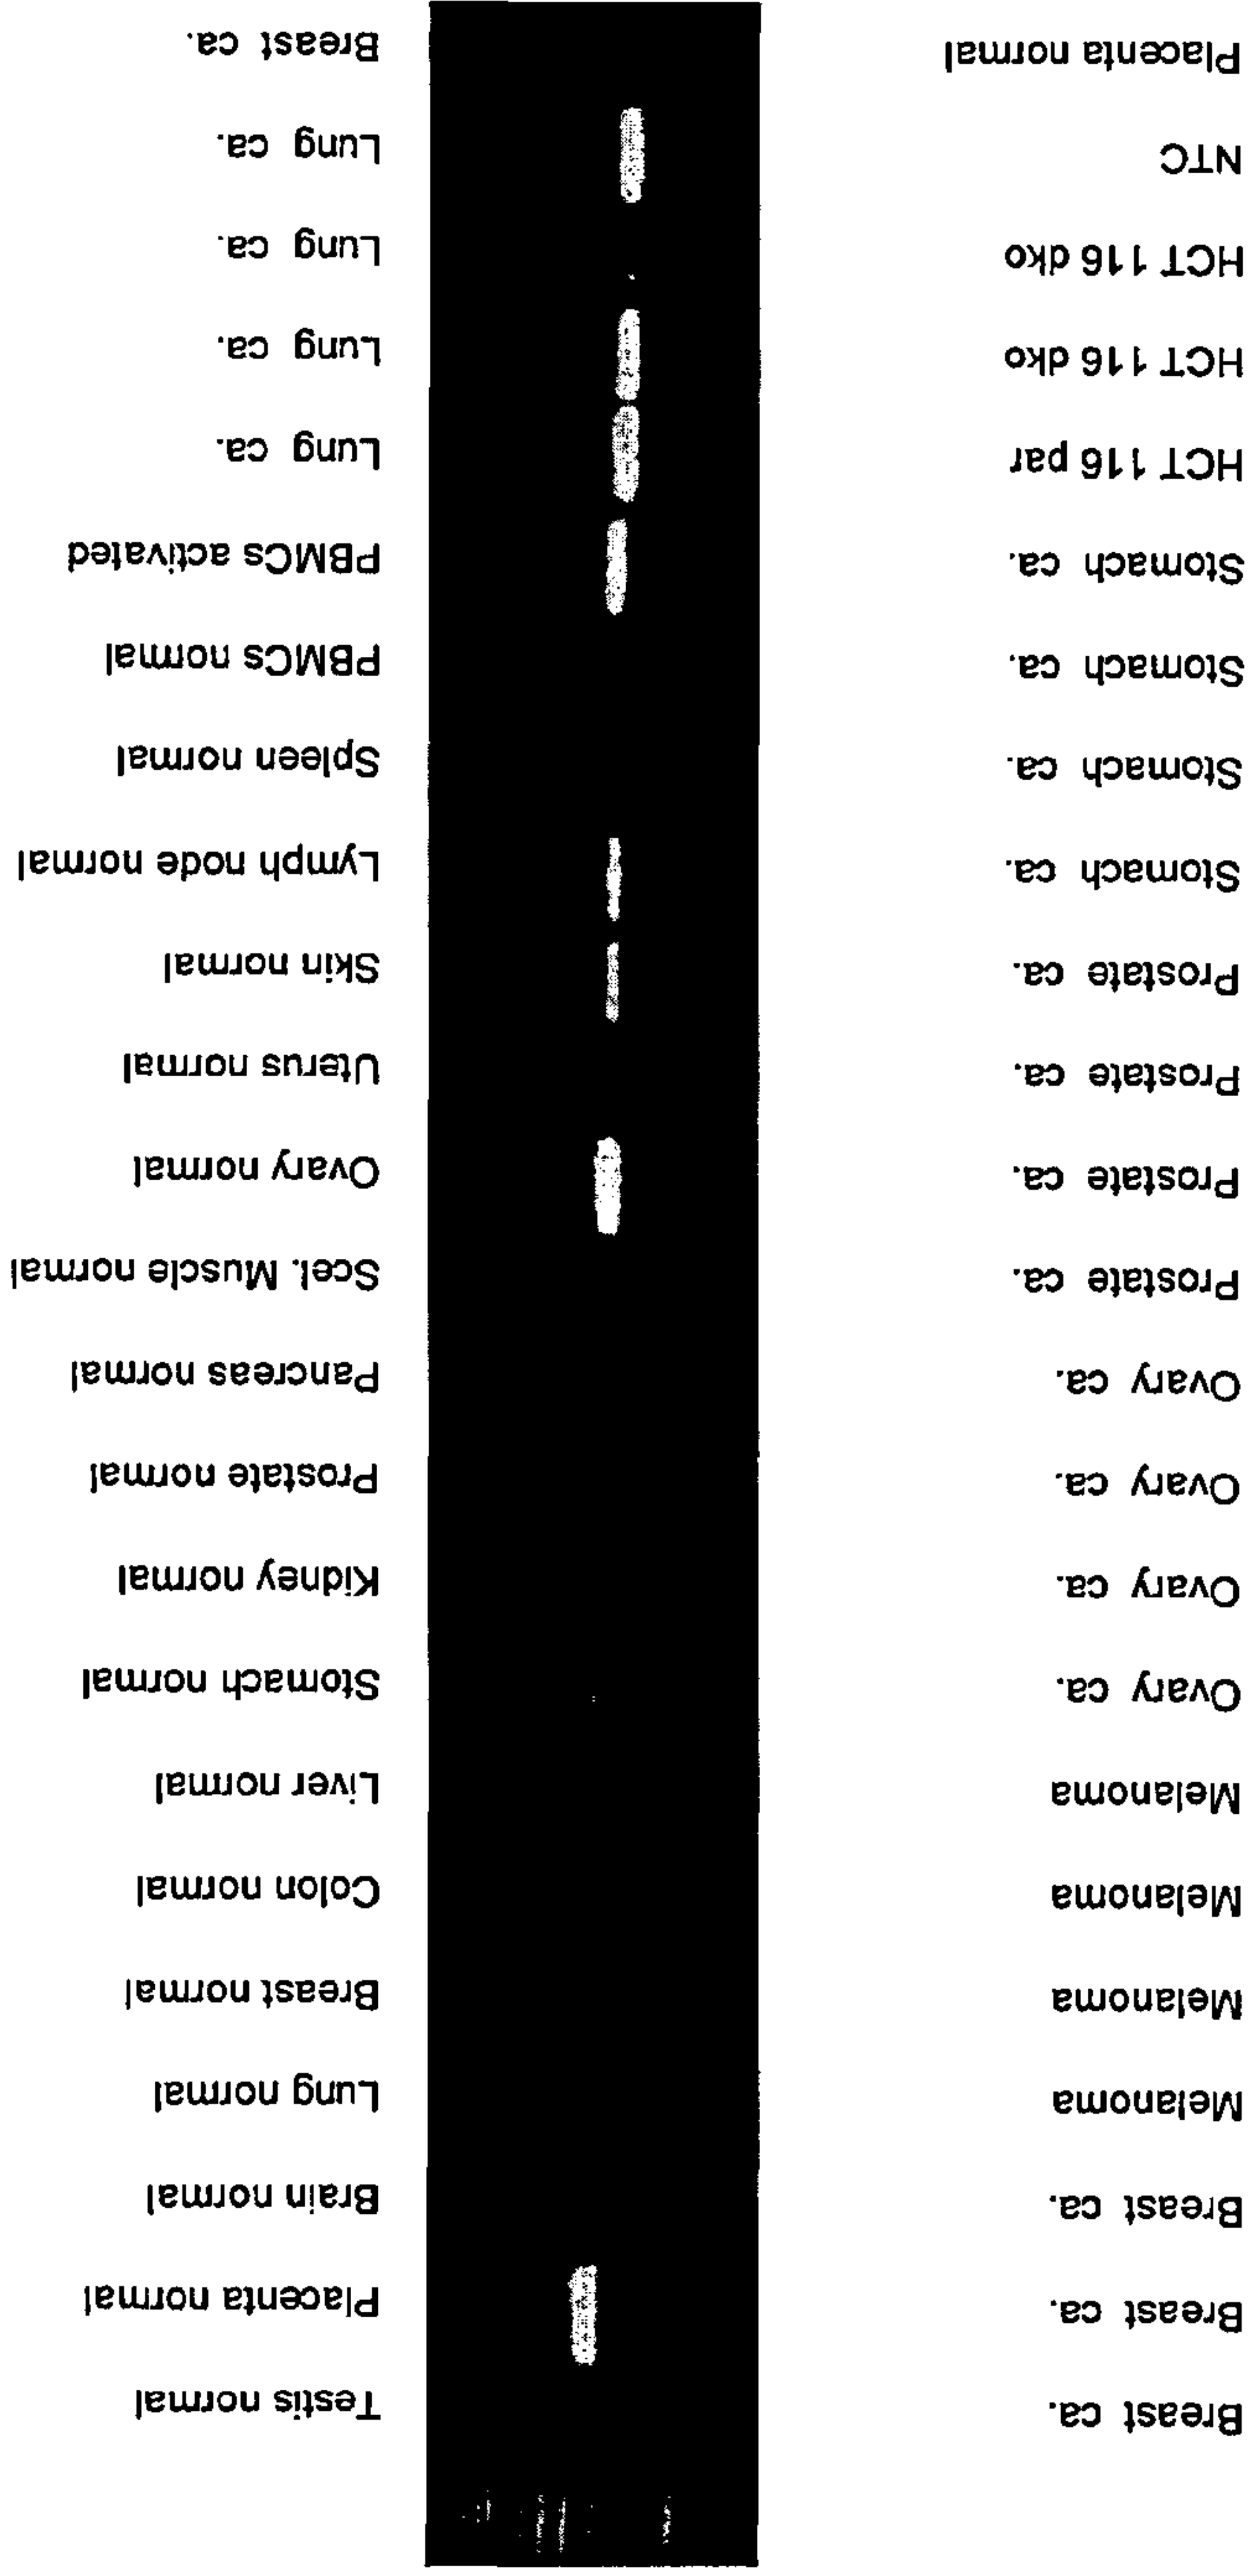 Breast ca.
Breast ca.
Breast ca.
Melanoma
Melanoma
Melanoma
Melanoma
Ovary ca.
Ovary ca.
Ovary ca.
Ovary ca.
Prostate ca.
Prostate ca.
Prostate ca.
Prostate ca.
Stomach ca.
Stomach ca.
Stomach ca.
Stomach ca.
HCT 116 par
HCT 116 dko
HCT 116 dko
NTC
Placenta normal
Testis normal
Placenta normal
Brain normal
Lung normal
Breast normal
Colon normal
Liver normal
Stomach normal
Kidney normal
Prostate normal
Pancreas normal
Scel. Muscle normal
Ovary normal
Uterus normal
Skin normal
Lymph node normal
Spleen normal
PBMCs normal
PBMCs activated
Lung ca.
Lung ca.
Lung ca.
Lung ca.
Breast ca.